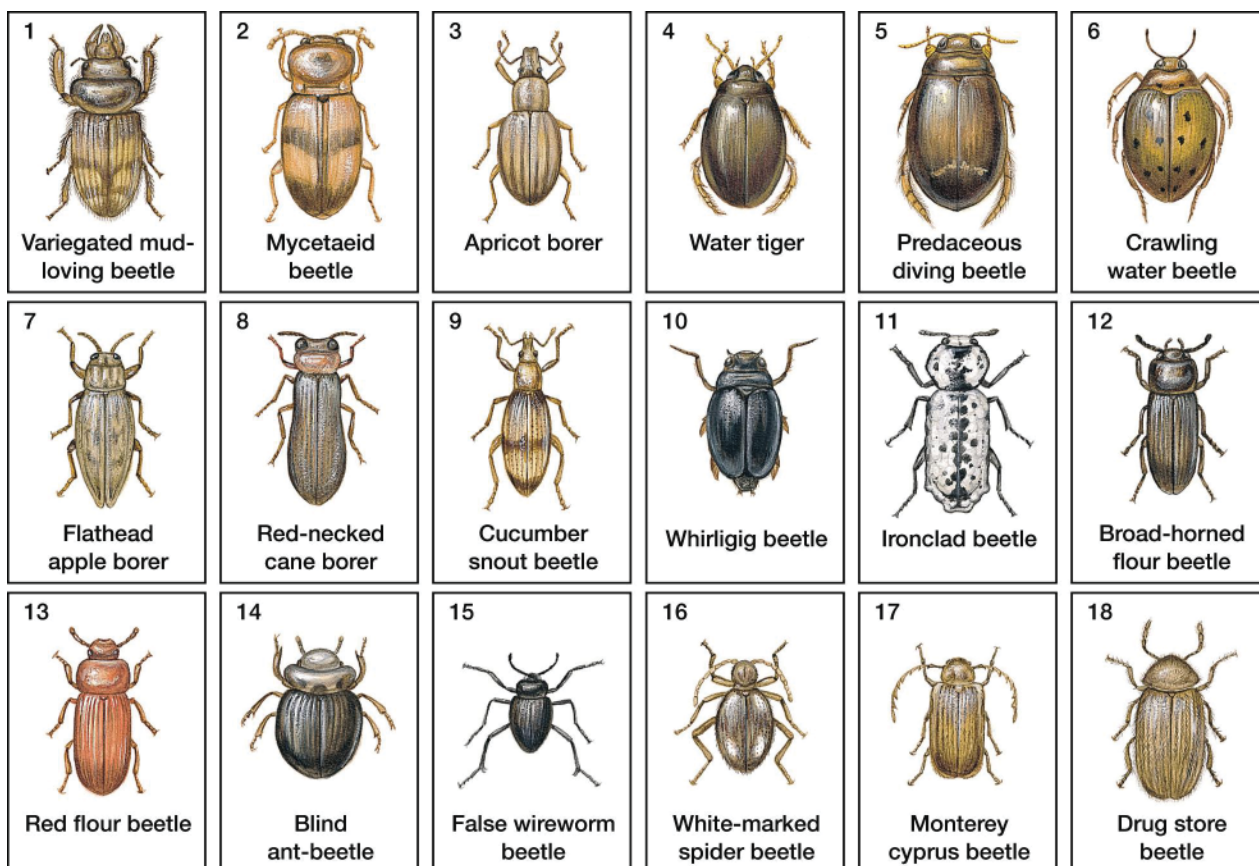 1
Variegated mud-
loving beetle
2
Mycetaeid
beetle
3
Apricot borer
4
Water tiger
5
Predaceous
diving beetle
6
Crawling
water beetle
7
Flathead
apple borer
8
Red-necked
cane borer
9
Cucumber
snout beetle
10
Whirligig beetle
11
Ironclad beetle
12
Broad-horned
flour beetle
13
Red flour beetle
14
Blind
ant-beetle
15
False wireworm
beetle
16
White-marked
spider beetle
17
Monterey
cyprus beetle
18
Drug store
beetle